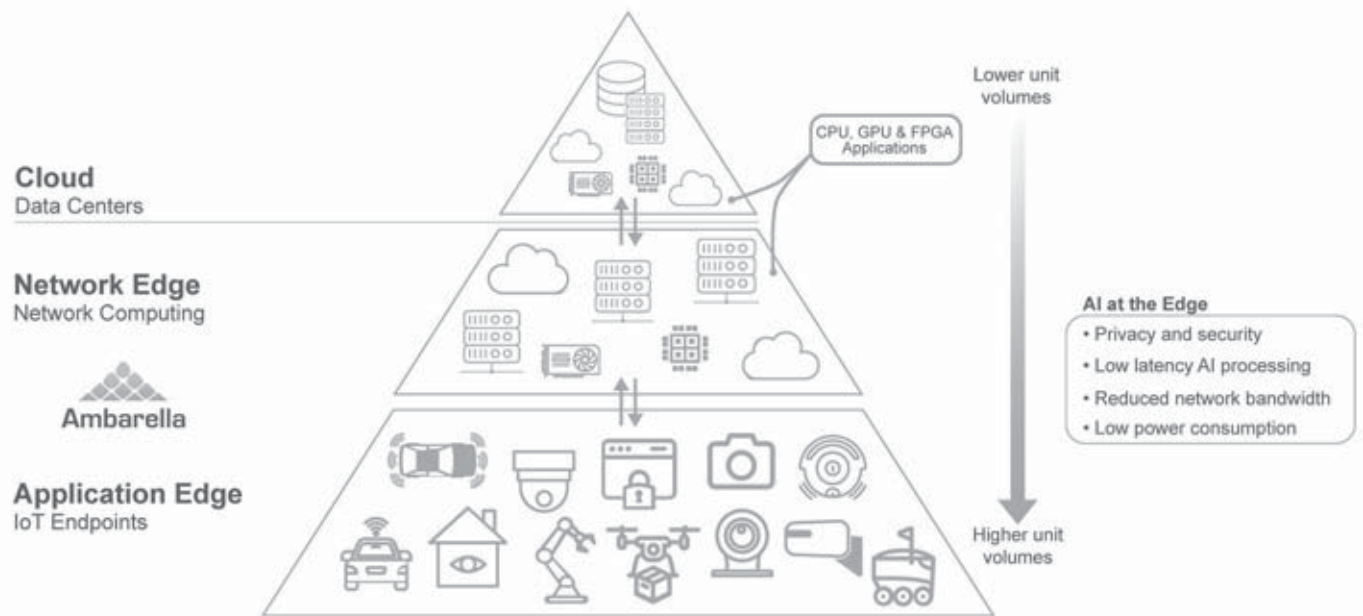 Lower unit
volumes
CPU, GPU & FPGA
Applications
Cloud
Data Centers
Network Edge
Network Computing
AI at the Edge
• Privacy and security
• Low latency AI processing
• Reduced network bandwidth
• Low power consumption
Ambarella
Application Edge
IoT Endpoints
Higher unit
volumes